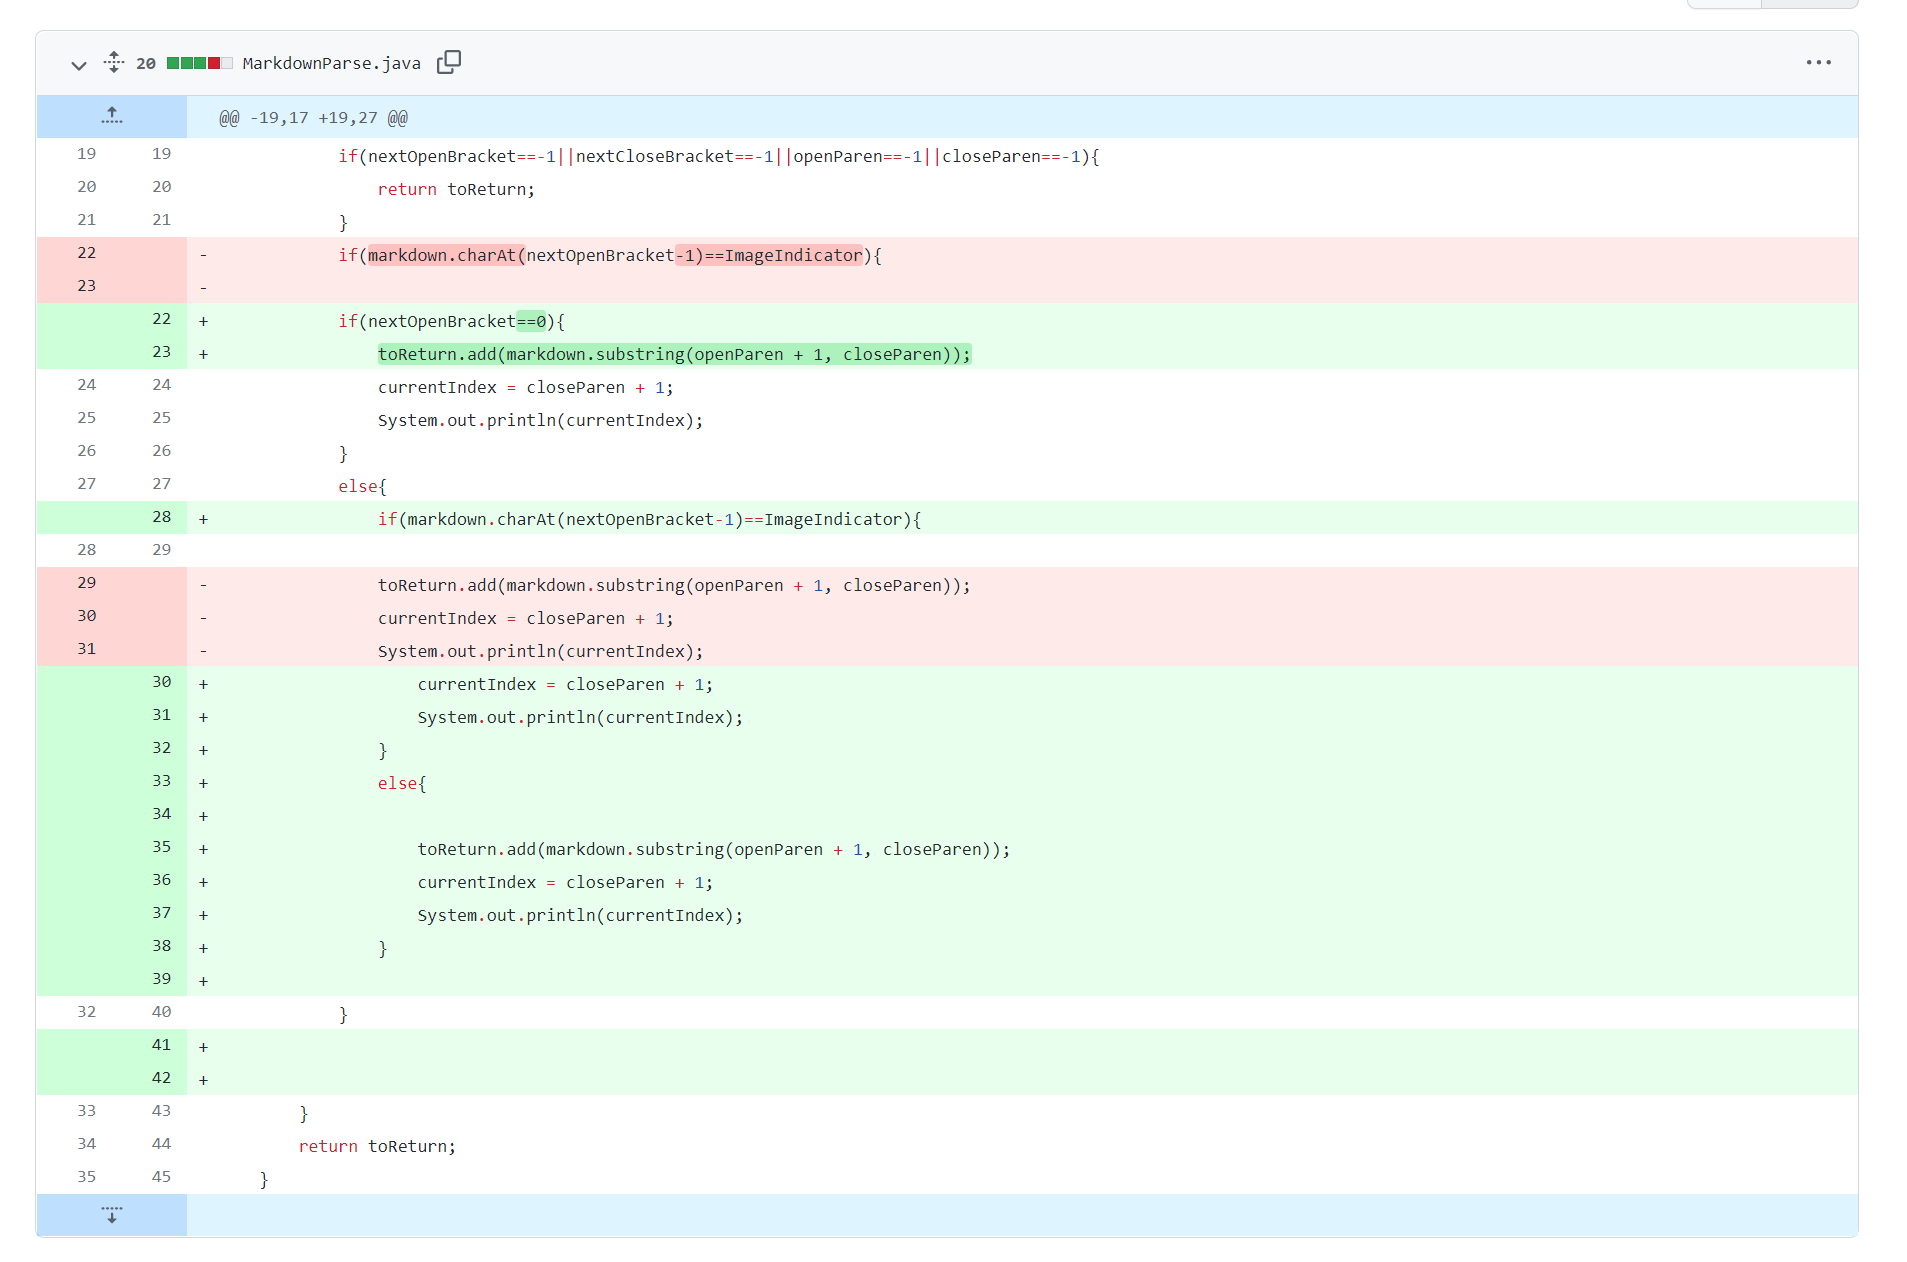 20 MarkdownParse.java
@@ -19,17 +19,27 @@
19 19 if(nextOpenBracket==-1||nextCloseBracket==-1||openParen==-1||closeParen==-1){
20 20 return toReturn;
21 21 }
22 - if(markdown.charAt(nextOpenBracket-1)==ImageIndicator){
23 -
22 + if(nextOpenBracket==0){
23 + toReturn.add(markdown.substring(openParen + 1, closeParen));
24 24 currentIndex = closeParen + 1;
25 25 System.out.println(currentIndex);
26 26 }
27 27 else{
28 + if(markdown.charAt(nextOpenBracket-1)==ImageIndicator){
28 29
29 - toReturn.add(markdown.substring(openParen + 1, closeParen));
30 - currentIndex = closeParen + 1;
31 - System.out.println(currentIndex);
30 + currentIndex = closeParen + 1;
31 + System.out.println(currentIndex);
32 + }
33 + else{
34 +
35 + toReturn.add(markdown.substring(openParen + 1, closeParen));
36 + currentIndex = closeParen + 1;
37 + System.out.println(currentIndex);
38 + }
39 +
32 40 }
41 +
42 +
33 43 }
34 44 return toReturn;
35 45 }